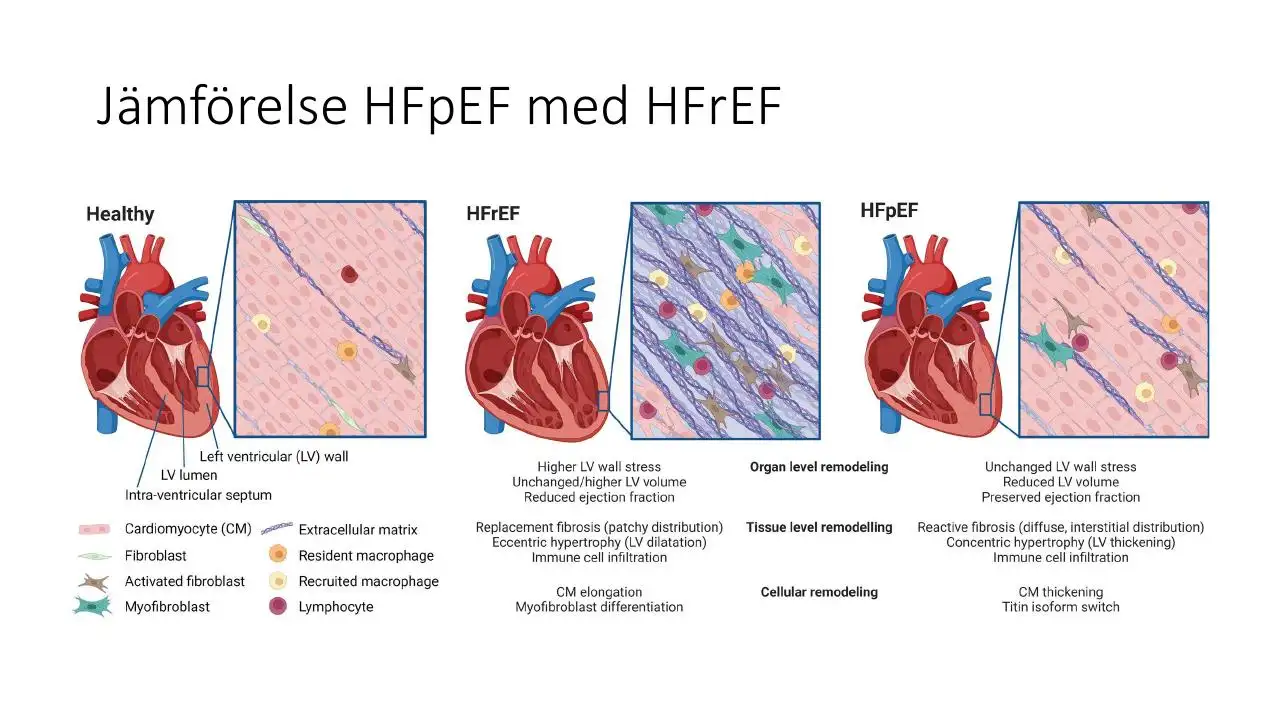 Jämförelse HFpEF med HFrEF
Healthy
HFrEF
HFpEF
Left ventricular (LV) wall
LV lumen
Intra-ventricular septum
Cardiomyocyte (CM)
Fibroblast
Activated fibroblast
Myofibroblast
Extracellular matrix
Resident macrophage
Recruited macrophage
Lymphocyte
Higher LV wall stress
Unchanged/higher LV volume
Reduced ejection fraction
Organ level remodeling
Unchanged LV wall stress
Reduced LV volume
Preserved ejection fraction
Replacement fibrosis (patchy distribution)
Eccentric hypertrophy (LV dilatation)
Immune cell infiltration
Tissue level remodelling
Reactive fibrosis (diffuse, interstitial distribution)
Concentric hypertrophy (LV thickening)
Immune cell infiltration
CM elongation
Myofibroblast differentiation
Cellular remodeling
CM thickening
Titin isoform switch